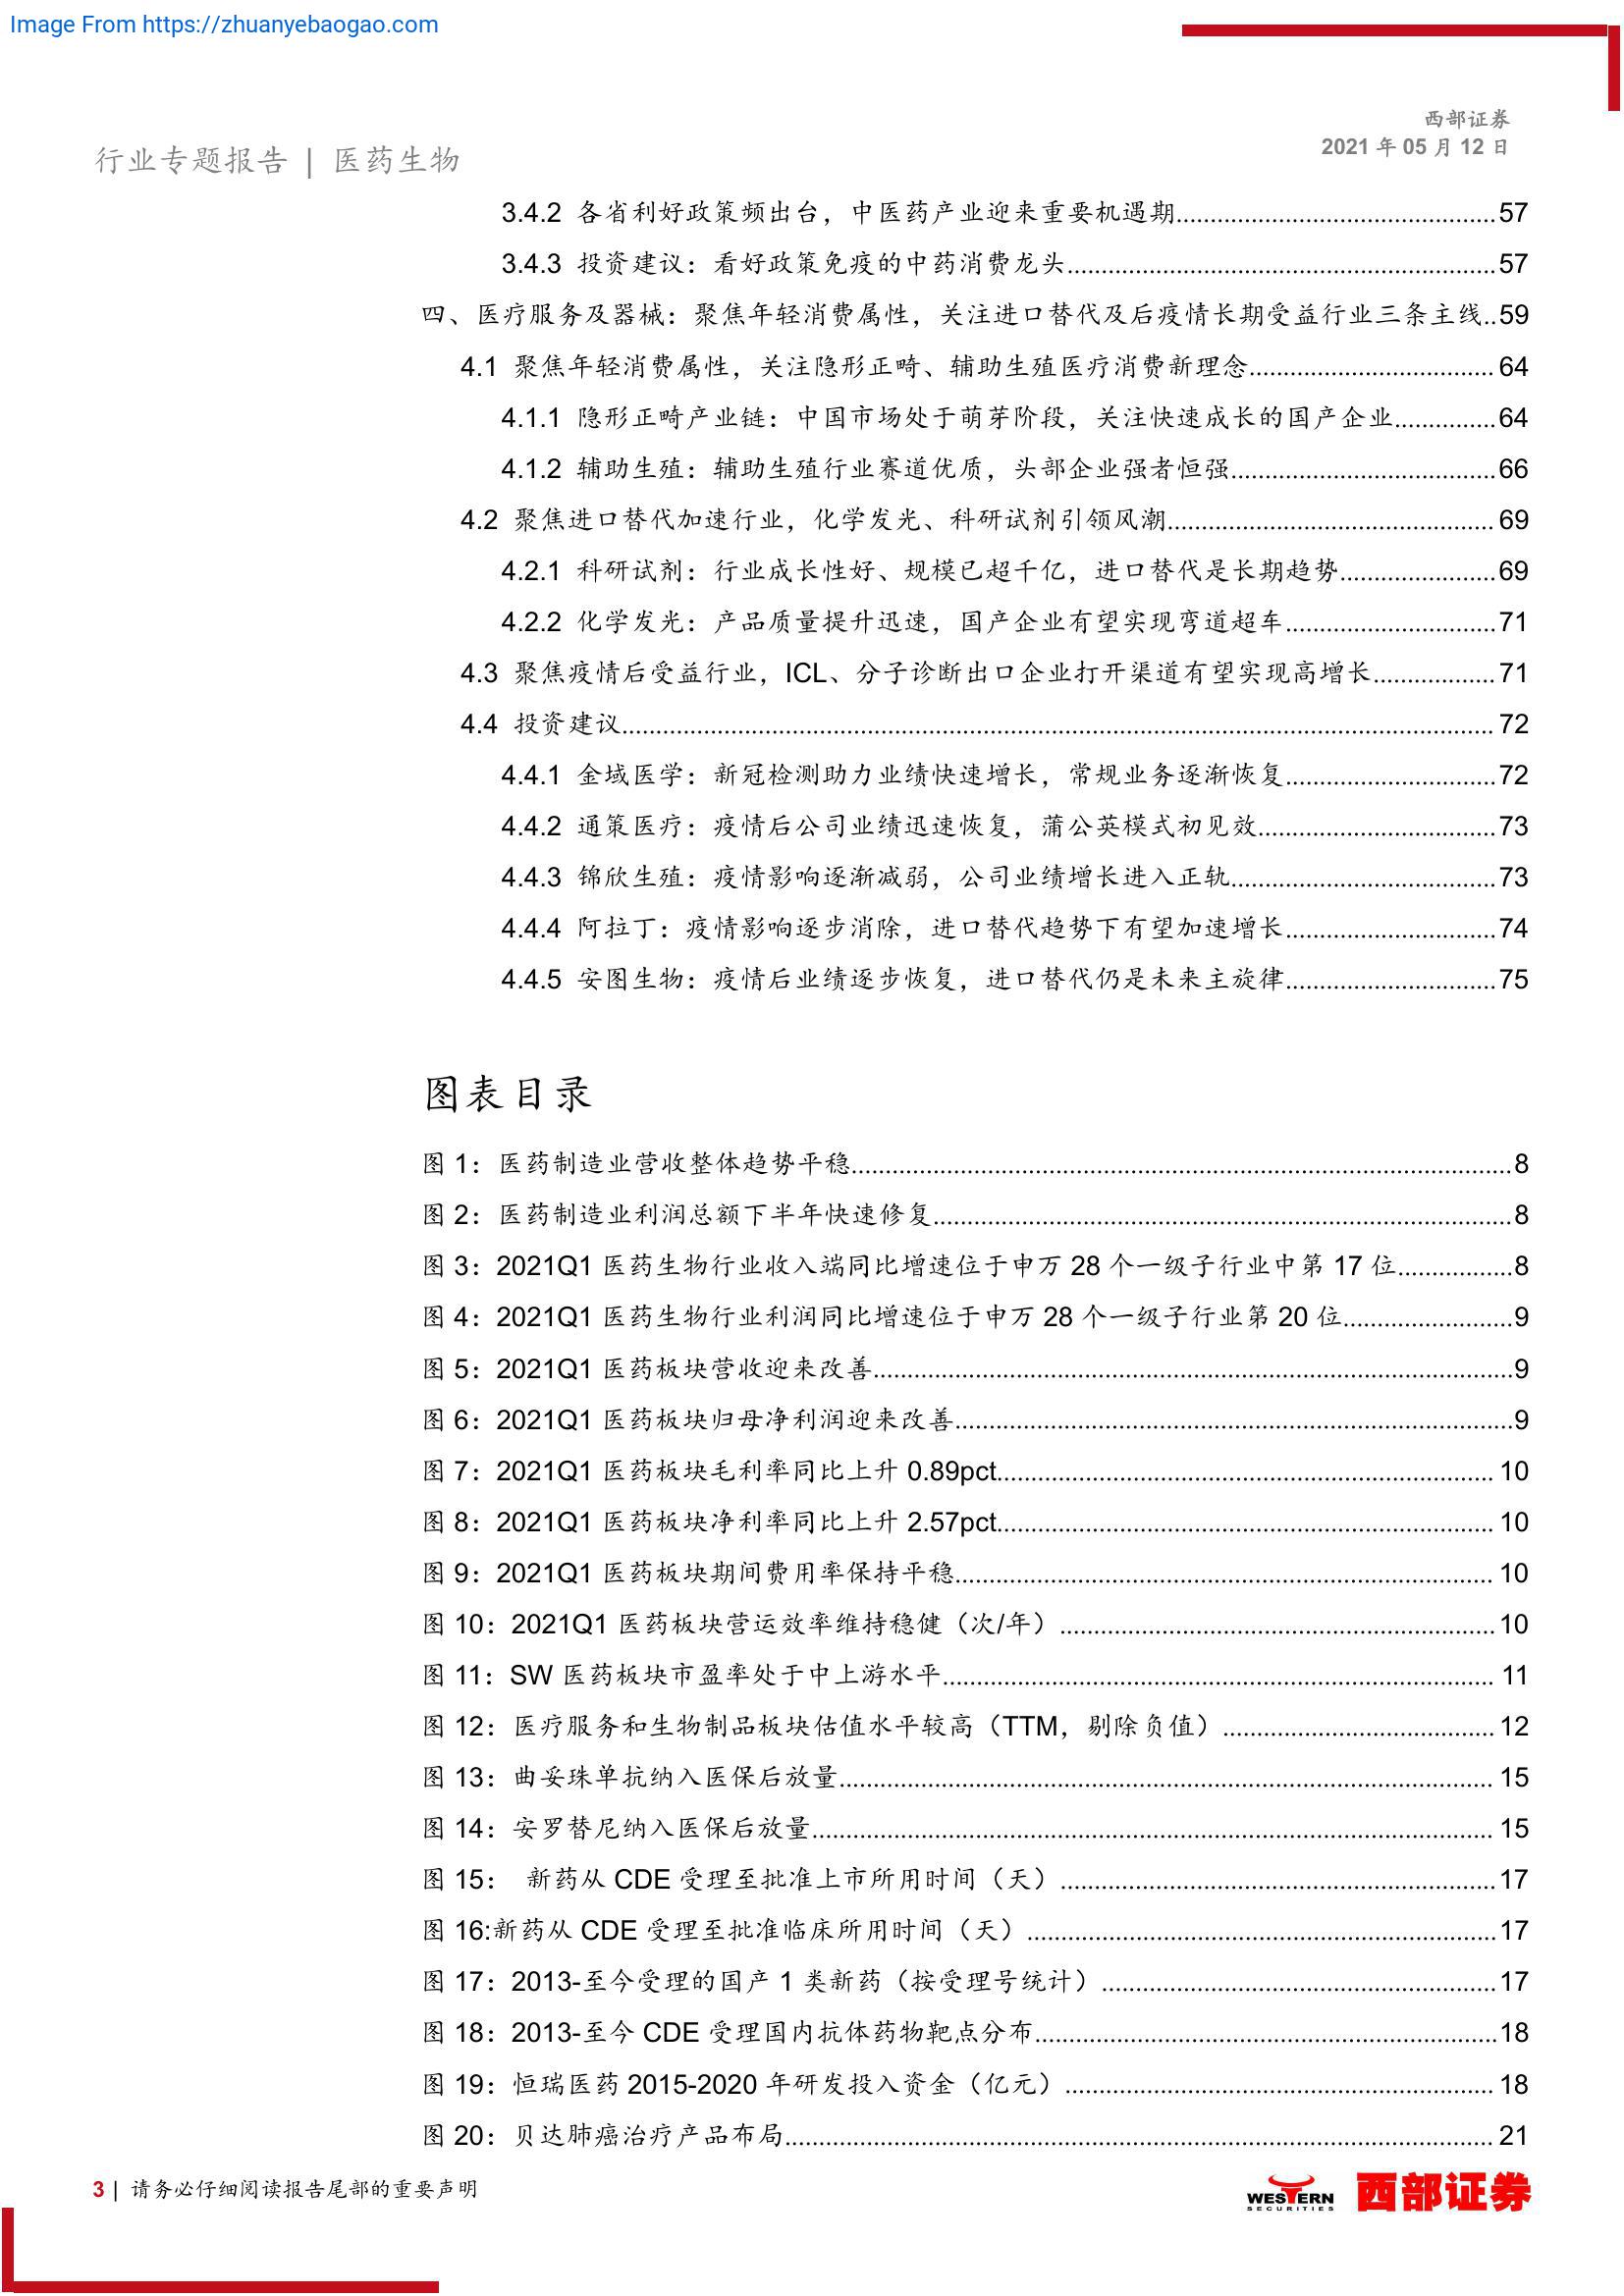 Image From https://zhuanyebaogao.com
西部证券
2021 年 05 月 12 日
行业专题报告 | 医药生物
3.4.2 各省利好政策频出台，中医药产业迎来重要机遇期......57
3.4.3 投资建议：看好政策免疫的中药消费龙头......57
四、医疗服务及器械：聚焦年轻消费属性，关注进口替代及后疫情长期受益行业三条主线..59
4.1 聚焦年轻消费属性，关注隐形正畸、辅助生殖医疗消费新理念......64
4.1.1 隐形正畸产业链：中国市场处于萌芽阶段，关注快速成长的国产企业......64
4.1.2 辅助生殖：辅助生殖行业赛道优质，头部企业强者恒强......66
4.2 聚焦进口替代加速行业，化学发光、科研试剂引领风潮......69
4.2.1 科研试剂：行业成长性好、规模已超千亿，进口替代是长期趋势......69
4.2.2 化学发光：产品质量提升迅速，国产企业有望实现弯道超车......71
4.3 聚焦疫情后受益行业，ICL、分子诊断出口企业打开渠道有望实现高增长......71
4.4 投资建议......72
4.4.1 金域医学：新冠检测助力业绩快速增长，常规业务逐渐恢复......72
4.4.2 通策医疗：疫情后公司业绩迅速恢复，蒲公英模式初见效......73
4.4.3 锦欣生殖：疫情影响逐渐减弱，公司业绩增长进入正轨......73
4.4.4 阿拉丁：疫情影响逐步消除，进口替代趋势下有望加速增长......74
4.4.5 安图生物：疫情后业绩逐步恢复，进口替代仍是未来主旋律......75
图表目录
图 1：医药制造业营收整体趋势平稳......8
图 2：医药制造业利润总额下半年快速修复......8
图 3：2021Q1 医药生物行业收入端同比增速位于申万 28 个一级子行业中第 17 位......8
图 4：2021Q1 医药生物行业利润同比增速位于申万 28 个一级子行业第 20 位......9
图 5：2021Q1 医药板块营收迎来改善......9
图 6：2021Q1 医药板块归母净利润迎来改善......9
图 7：2021Q1 医药板块毛利率同比上升 0.89pct......10
图 8：2021Q1 医药板块净利率同比上升 2.57pct......10
图 9：2021Q1 医药板块期间费用率保持平稳......10
图 10：2021Q1 医药板块营运效率维持稳健（次/年）......10
图 11：SW 医药板块市盈率处于中上游水平......11
图 12：医疗服务和生物制品板块估值水平较高（TTM，剔除负值）......12
图 13：曲妥珠单抗纳入医保后放量......15
图 14：安罗替尼纳入医保后放量......15
图 15： 新药从 CDE 受理至批准上市所用时间（天）......17
图 16:新药从 CDE 受理至批准临床所用时间（天）......17
图 17：2013-至今受理的国产 1 类新药（按受理号统计）......17
图 18：2013-至今 CDE 受理国内抗体药物靶点分布......18
图 19：恒瑞医药 2015-2020 年研发投入资金（亿元）......18
图 20：贝达肺癌治疗产品布局......21
3 | 请务必仔细阅读报告尾部的重要声明
WESTERN
SECURITIES
西部证券